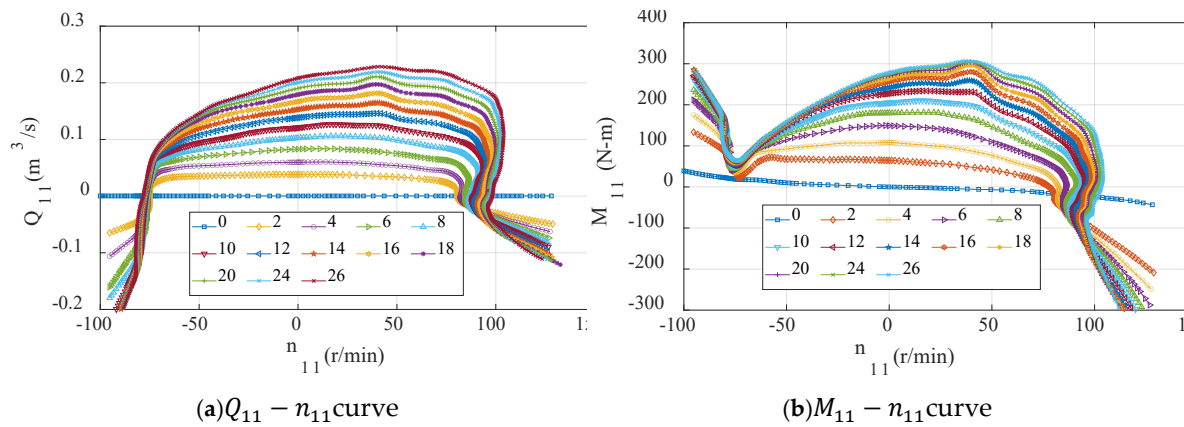 0.3
0.2
0.1
0
-0.1
-0.2
Q 11 (m3/s)
0 2 4 6 8
10 12 14 16 18
20 24 26
-100 -50 0 50 100
n 11 (r/min)
(a)Q11 − n11curve
400
300
200
100
0
-100
-200
-300
M 11 (N-m)
0 2 4 6 8
10 12 14 16 18
20 24 26
-100 -50 0 50 100
n 11 (r/min)
(b)M11 − n11curve